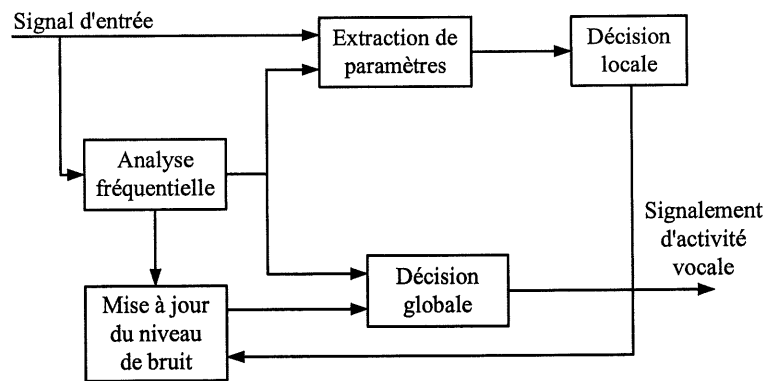 Signal d'entrée
Extraction de
paramètres
Décision
locale
Analyse
fréquentielle
Signalement
d'activité
vocale
Décision
globale
Mise à jour
du niveau
de bruit